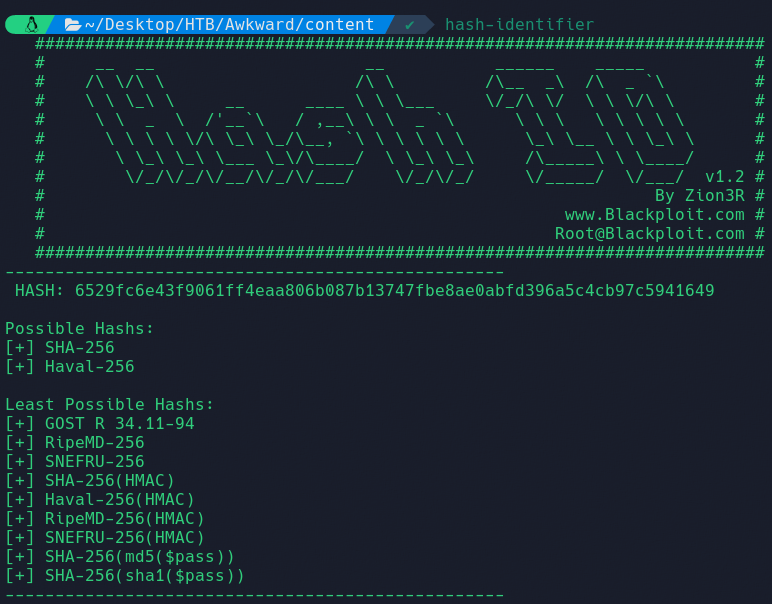 ~/Desktop/HTB/Awkward/content ✔ hash-identifier
   #########################################################################
   #     __  __                     __           ______    _____           #
   #    /\ \/\ \                   /\ \         /\__  _\  /\  _ `\         #
   #    \ \ \_\ \     __      ____ \ \ \___     \/_/\ \/  \ \ \/\ \        #
   #     \ \  _  \  /'__`\   / ,__\ \ \  _ `\      \ \ \   \ \ \ \ \       #
   #      \ \ \ \ \/\ \_\ \_/\__, `\ \ \ \ \ \      \_\ \__ \ \ \_\ \      #
   #       \ \_\ \_\ \___ \_\/\____/  \ \_\ \_\     /\_____\ \ \____/      #
   #        \/_/\/_/\/__/\/_/\/___/    \/_/\/_/     \/_____/  \/___/  v1.2 #
   #                                                             By Zion3R #
   #                                                    www.Blackploit.com #
   #                                                   Root@Blackploit.com #
   #########################################################################
--------------------------------------------------
 HASH: 6529fc6e43f9061ff4eaa806b087b13747fbe8ae0abfd396a5c4cb97c5941649
Possible Hashs:
[+] SHA-256
[+] Haval-256
Least Possible Hashs:
[+] GOST R 34.11-94
[+] RipeMD-256
[+] SNEFRU-256
[+] SHA-256(HMAC)
[+] Haval-256(HMAC)
[+] RipeMD-256(HMAC)
[+] SNEFRU-256(HMAC)
[+] SHA-256(md5($pass))
[+] SHA-256(sha1($pass))
--------------------------------------------------